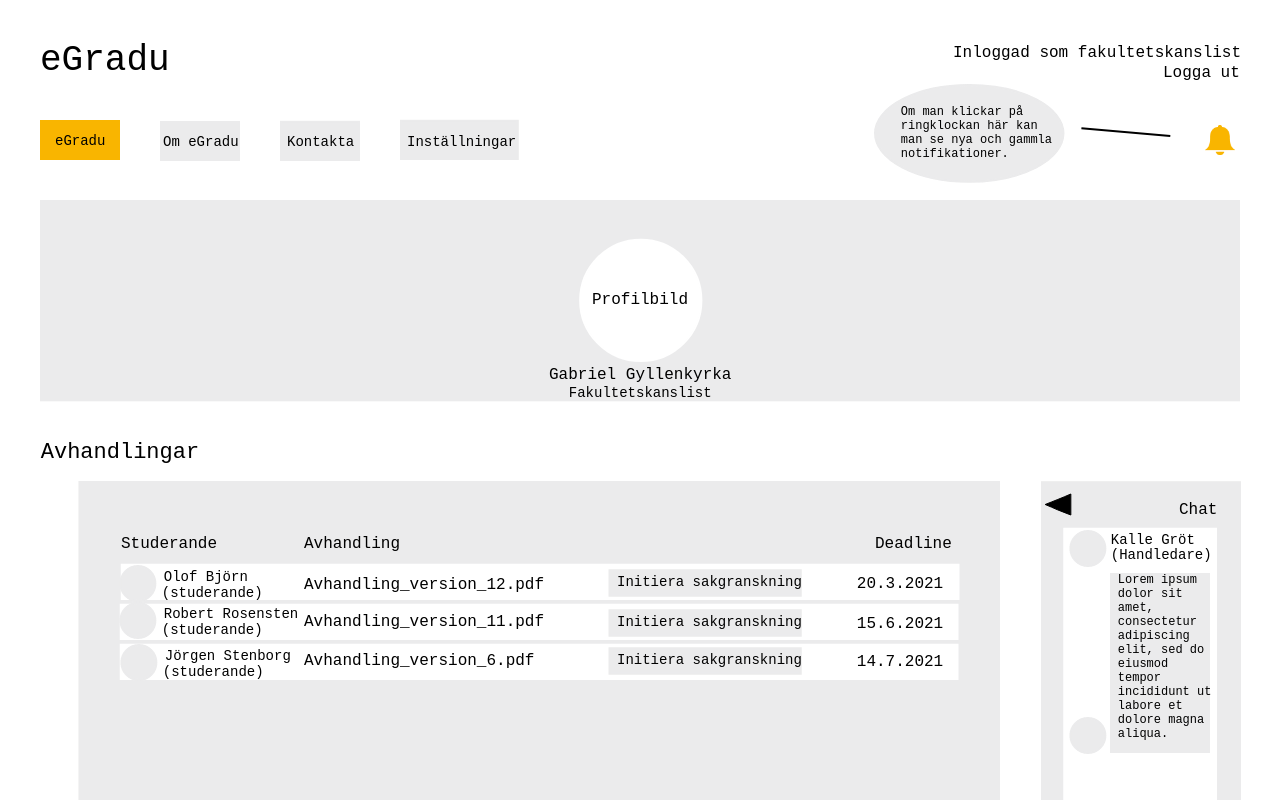 eGradu
Inloggad som fakultetskanslist
Logga ut
eGradu
Om eGradu
Kontakta
Inställningar
Om man klickar på
ringklockan här kan
man se nya och gammla
notifikationer.
Profilbild
Gabriel Gyllenkyrka
Fakultetskanslist
Avhandlingar
Studerande
Avhandling
Deadline
Olof Björn
(studerande)
Avhandling_version_12.pdf
Initiera sakgranskning
20.3.2021
Robert Rosensten
(studerande)
Avhandling_version_11.pdf
Initiera sakgranskning
15.6.2021
Jörgen Stenborg
(studerande)
Avhandling_version_6.pdf
Initiera sakgranskning
14.7.2021
Chat
Kalle Gröt
(Handledare)
Lorem ipsum
dolor sit
amet,
consectetur
adipiscing
elit, sed do
eiusmod
tempor
incididunt ut
labore et
dolore magna
aliqua.